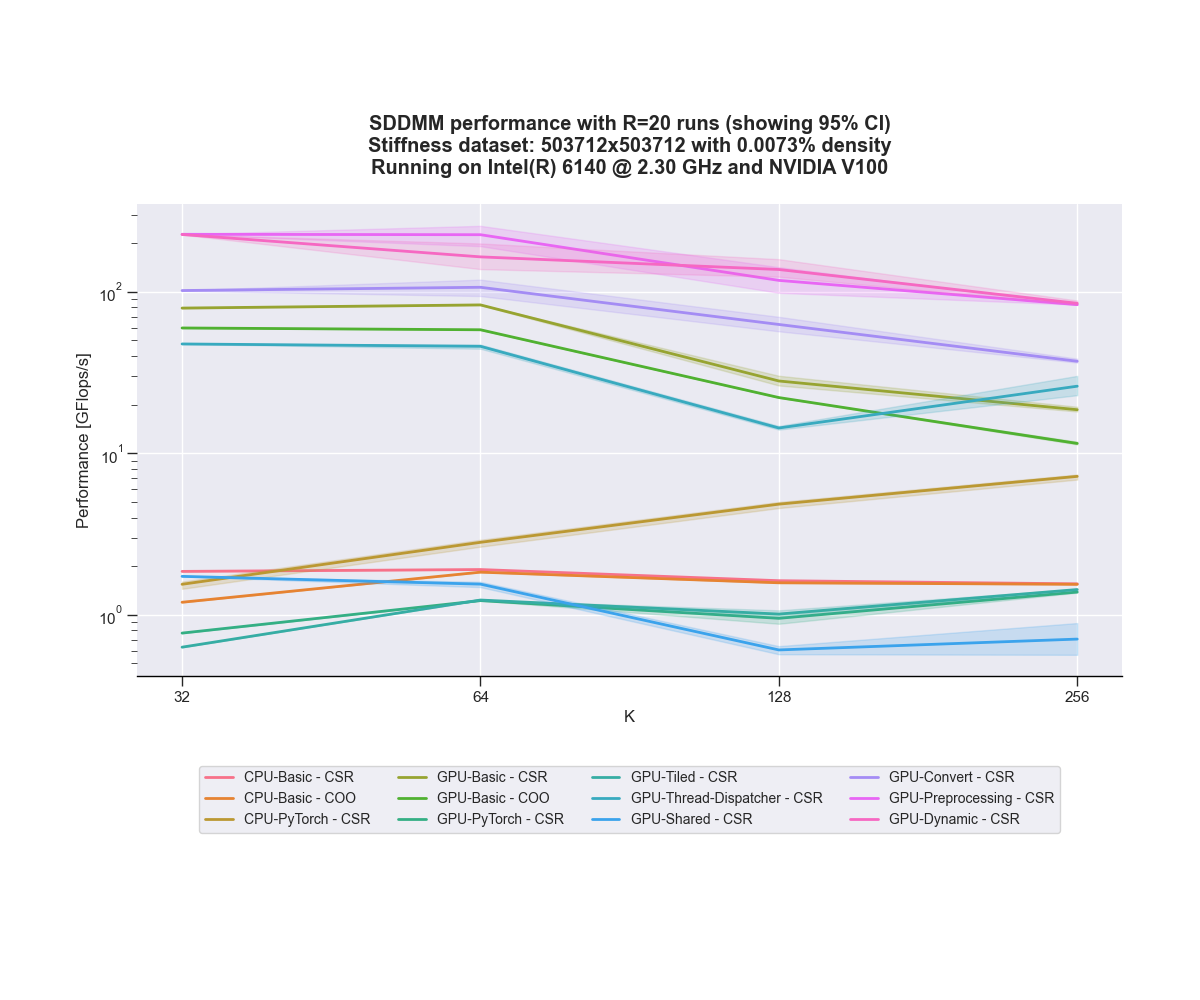 SDDMM performance with R=20 runs (showing 95% CI)
Stiffness dataset: 503712x503712 with 0.0073% density
Running on Intel(R) 6140 @ 2.30 GHz and NVIDIA V100
Performance [GFlops/s]
10^2
10^1
10^0
32 64 128 256
K
CPU-Basic - CSR GPU-Basic - CSR GPU-Tiled - CSR GPU-Convert - CSR
CPU-Basic - COO GPU-Basic - COO GPU-Thread-Dispatcher - CSR GPU-Preprocessing - CSR
CPU-PyTorch - CSR GPU-PyTorch - CSR GPU-Shared - CSR GPU-Dynamic - CSR